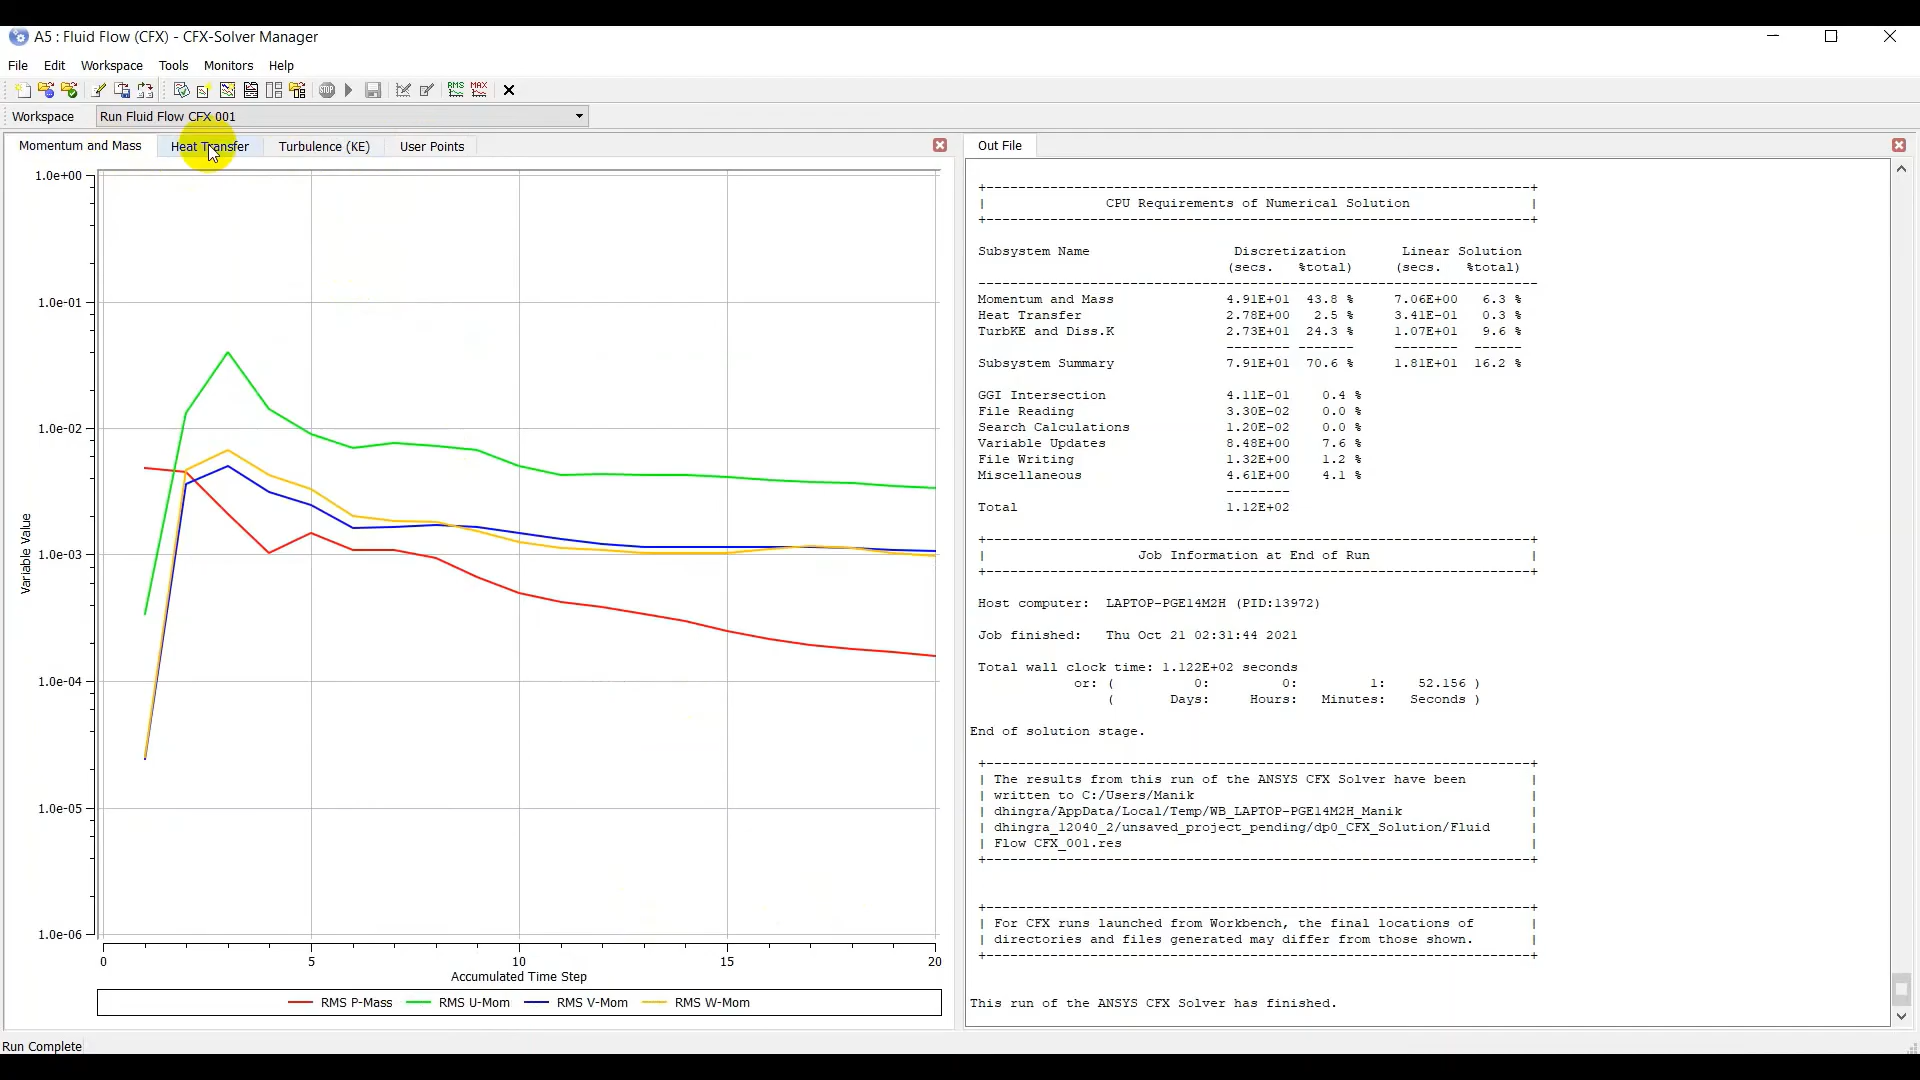 A5 : Fluid Flow (CFX) - CFX-Solver Manager
File Edit Workspace Tools Monitors Help
STOP RMS MAX
Workspace Run Fluid Flow CFX 001
Momentum and Mass Heat Transfer Turbulence (KE) User Points
1.0e+00
1.0e-01
1.0e-02
1.0e-03
1.0e-04
1.0e-05
1.0e-06
Variable Value
0 5 10 15 20
Accumulated Time Step
RMS P-Mass RMS U-Mom RMS V-Mom RMS W-Mom
Out File
+--------------------------------------------------------------------+
| CPU Requirements of Numerical Solution |
+--------------------------------------------------------------------+
Subsystem Name Discretization Linear Solution
(secs. %total) (secs. %total)
----------------------------------------------------------------------
Momentum and Mass 4.91E+01 43.8 % 7.06E+00 6.3 %
Heat Transfer 2.78E+00 2.5 % 3.41E-01 0.3 %
TurbKE and Diss.K 2.73E+01 24.3 % 1.07E+01 9.6 %
-------- ------- -------- ------
Subsystem Summary 7.91E+01 70.6 % 1.81E+01 16.2 %
GGI Intersection 4.11E-01 0.4 %
File Reading 3.30E-02 0.0 %
Search Calculations 1.20E-02 0.0 %
Variable Updates 8.48E+00 7.6 %
File Writing 1.32E+00 1.2 %
Miscellaneous 4.61E+00 4.1 %
--------
Total 1.12E+02
+--------------------------------------------------------------------+
| Job Information at End of Run |
+--------------------------------------------------------------------+
Host computer: LAPTOP-PGE14M2H (PID:13972)
Job finished: Thu Oct 21 02:31:44 2021
Total wall clock time: 1.122E+02 seconds
or: ( 0: 0: 1: 52.156 )
( Days: Hours: Minutes: Seconds )
End of solution stage.
+--------------------------------------------------------------------+
| The results from this run of the ANSYS CFX Solver have been |
| written to C:/Users/Manik |
| dhingra/AppData/Local/Temp/WB_LAPTOP-PGE14M2H_Manik |
| dhingra_12040_2/unsaved_project_pending/dp0_CFX_Solution/Fluid |
| Flow CFX_001.res |
+--------------------------------------------------------------------+
+--------------------------------------------------------------------+
| For CFX runs launched from Workbench, the final locations of |
| directories and files generated may differ from those shown. |
+--------------------------------------------------------------------+
This run of the ANSYS CFX Solver has finished.
Run Complete